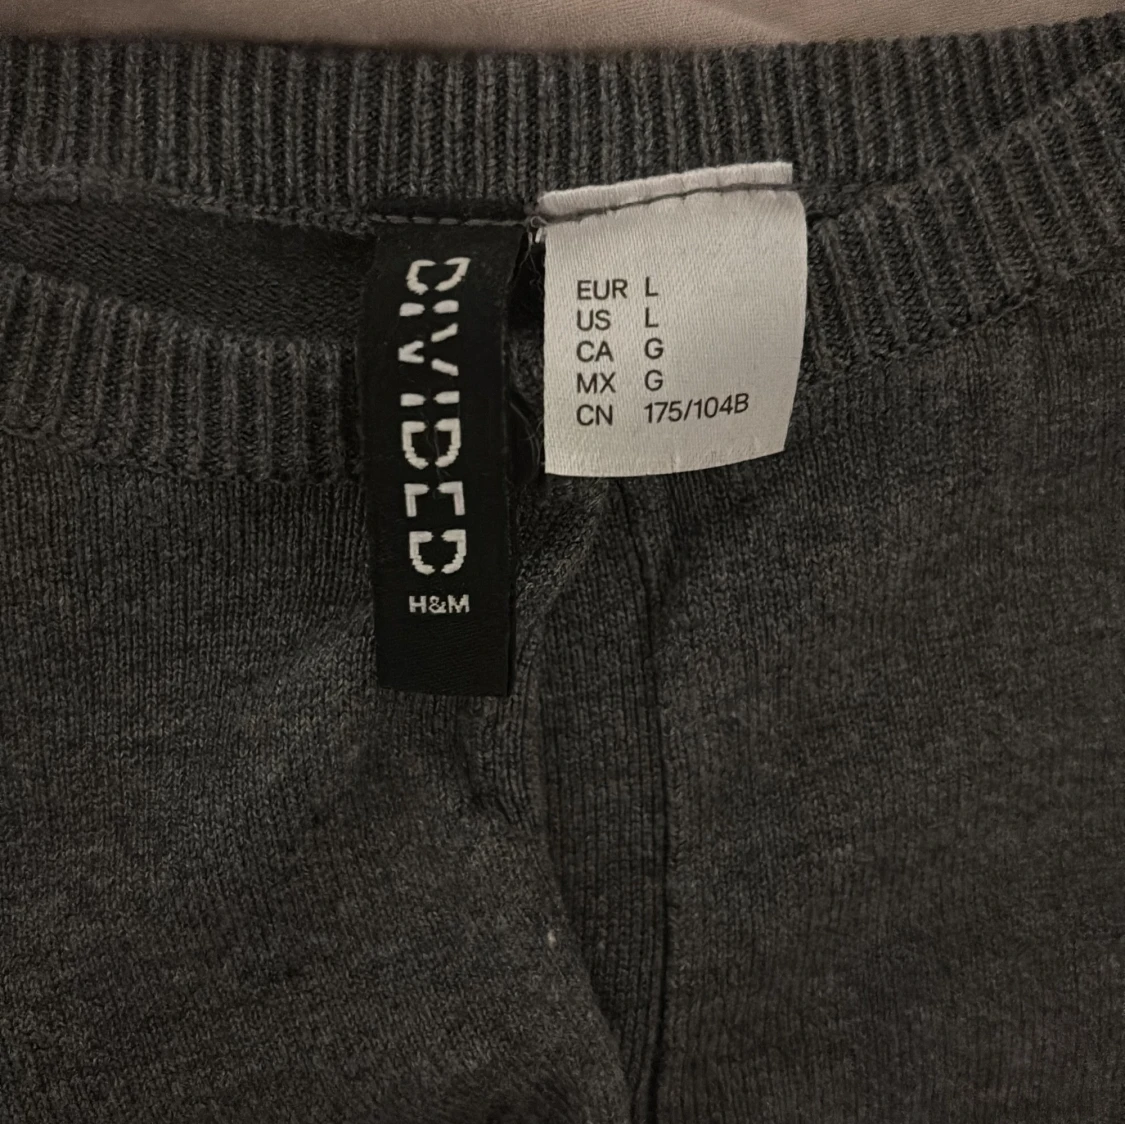 DIVIDED
H&M
EUR L
US L
CA G
MX G
CN 175/104B